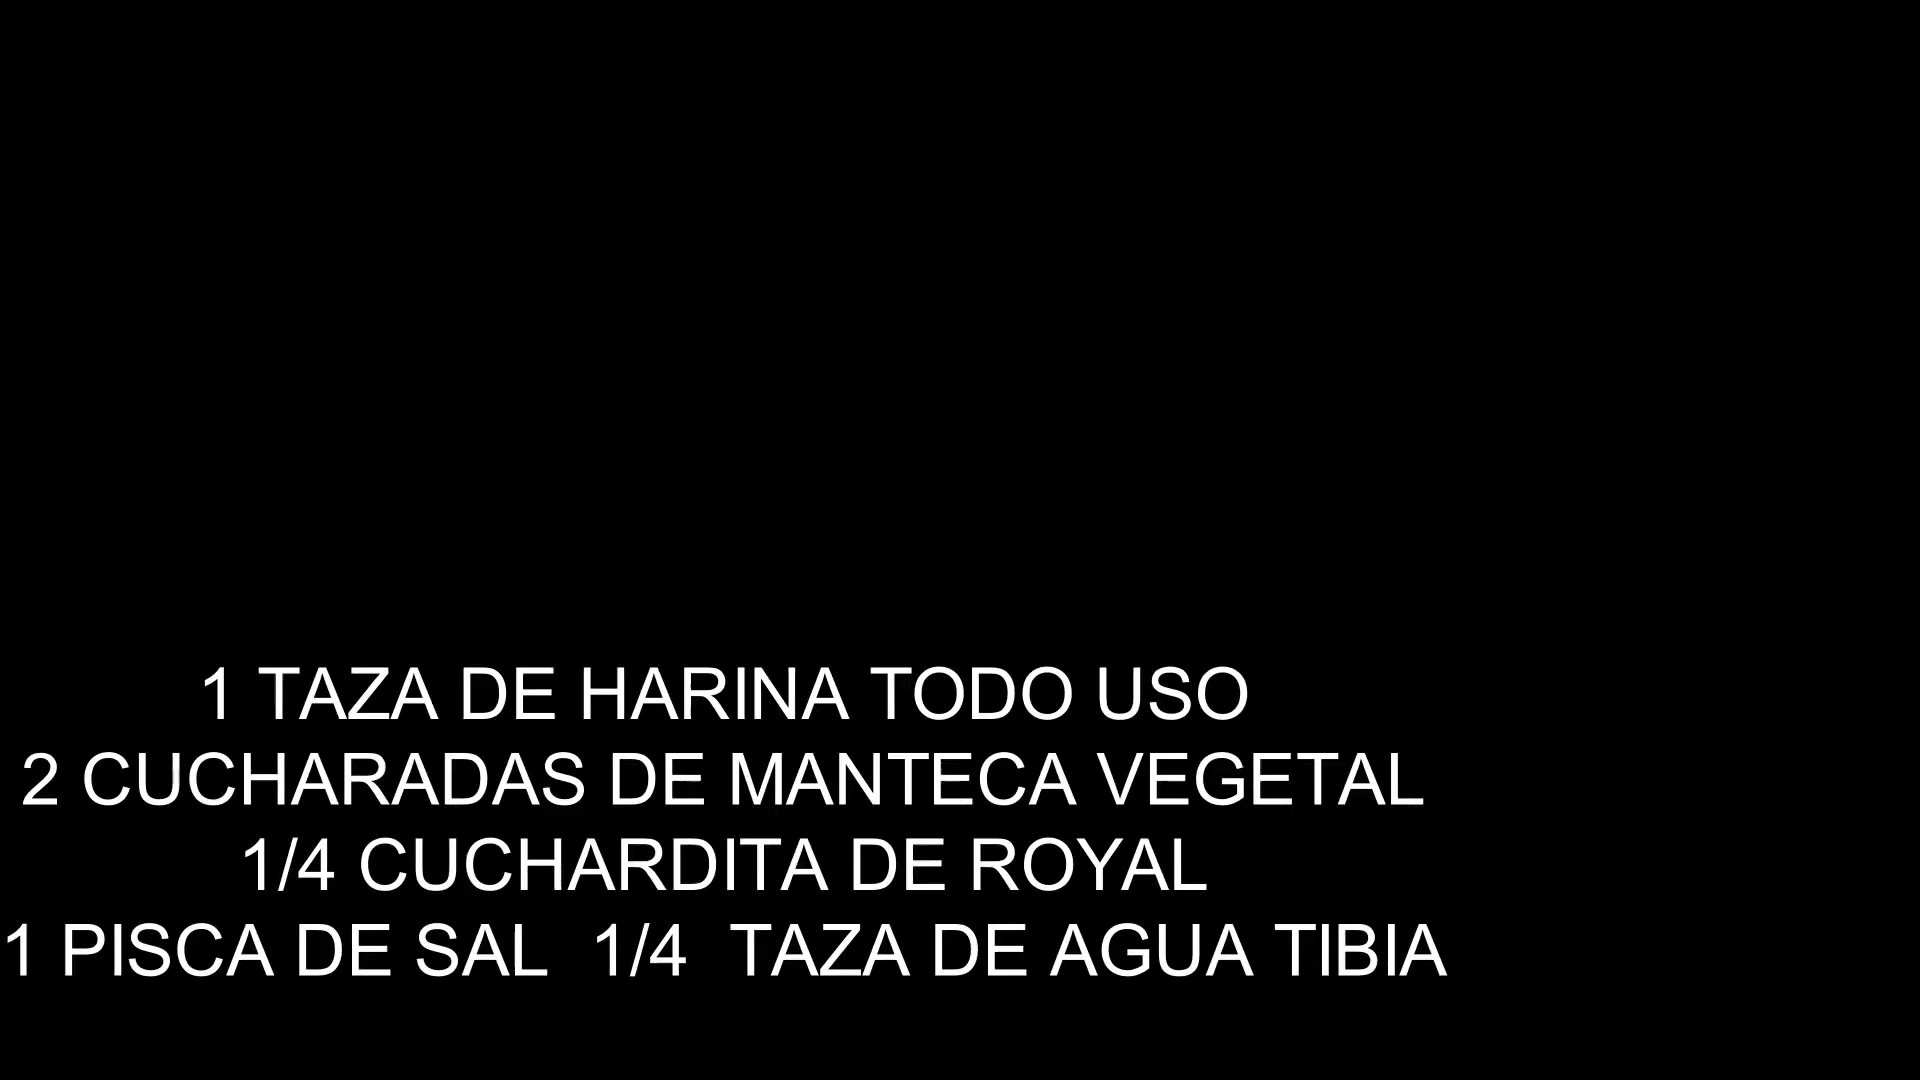 1 TAZA DE HARINA TODO USO
2 CUCHARADAS DE MANTECA VEGETAL
1/4 CUCHARDITA DE ROYAL
1 PISCA DE SAL  1/4  TAZA DE AGUA TIBIA